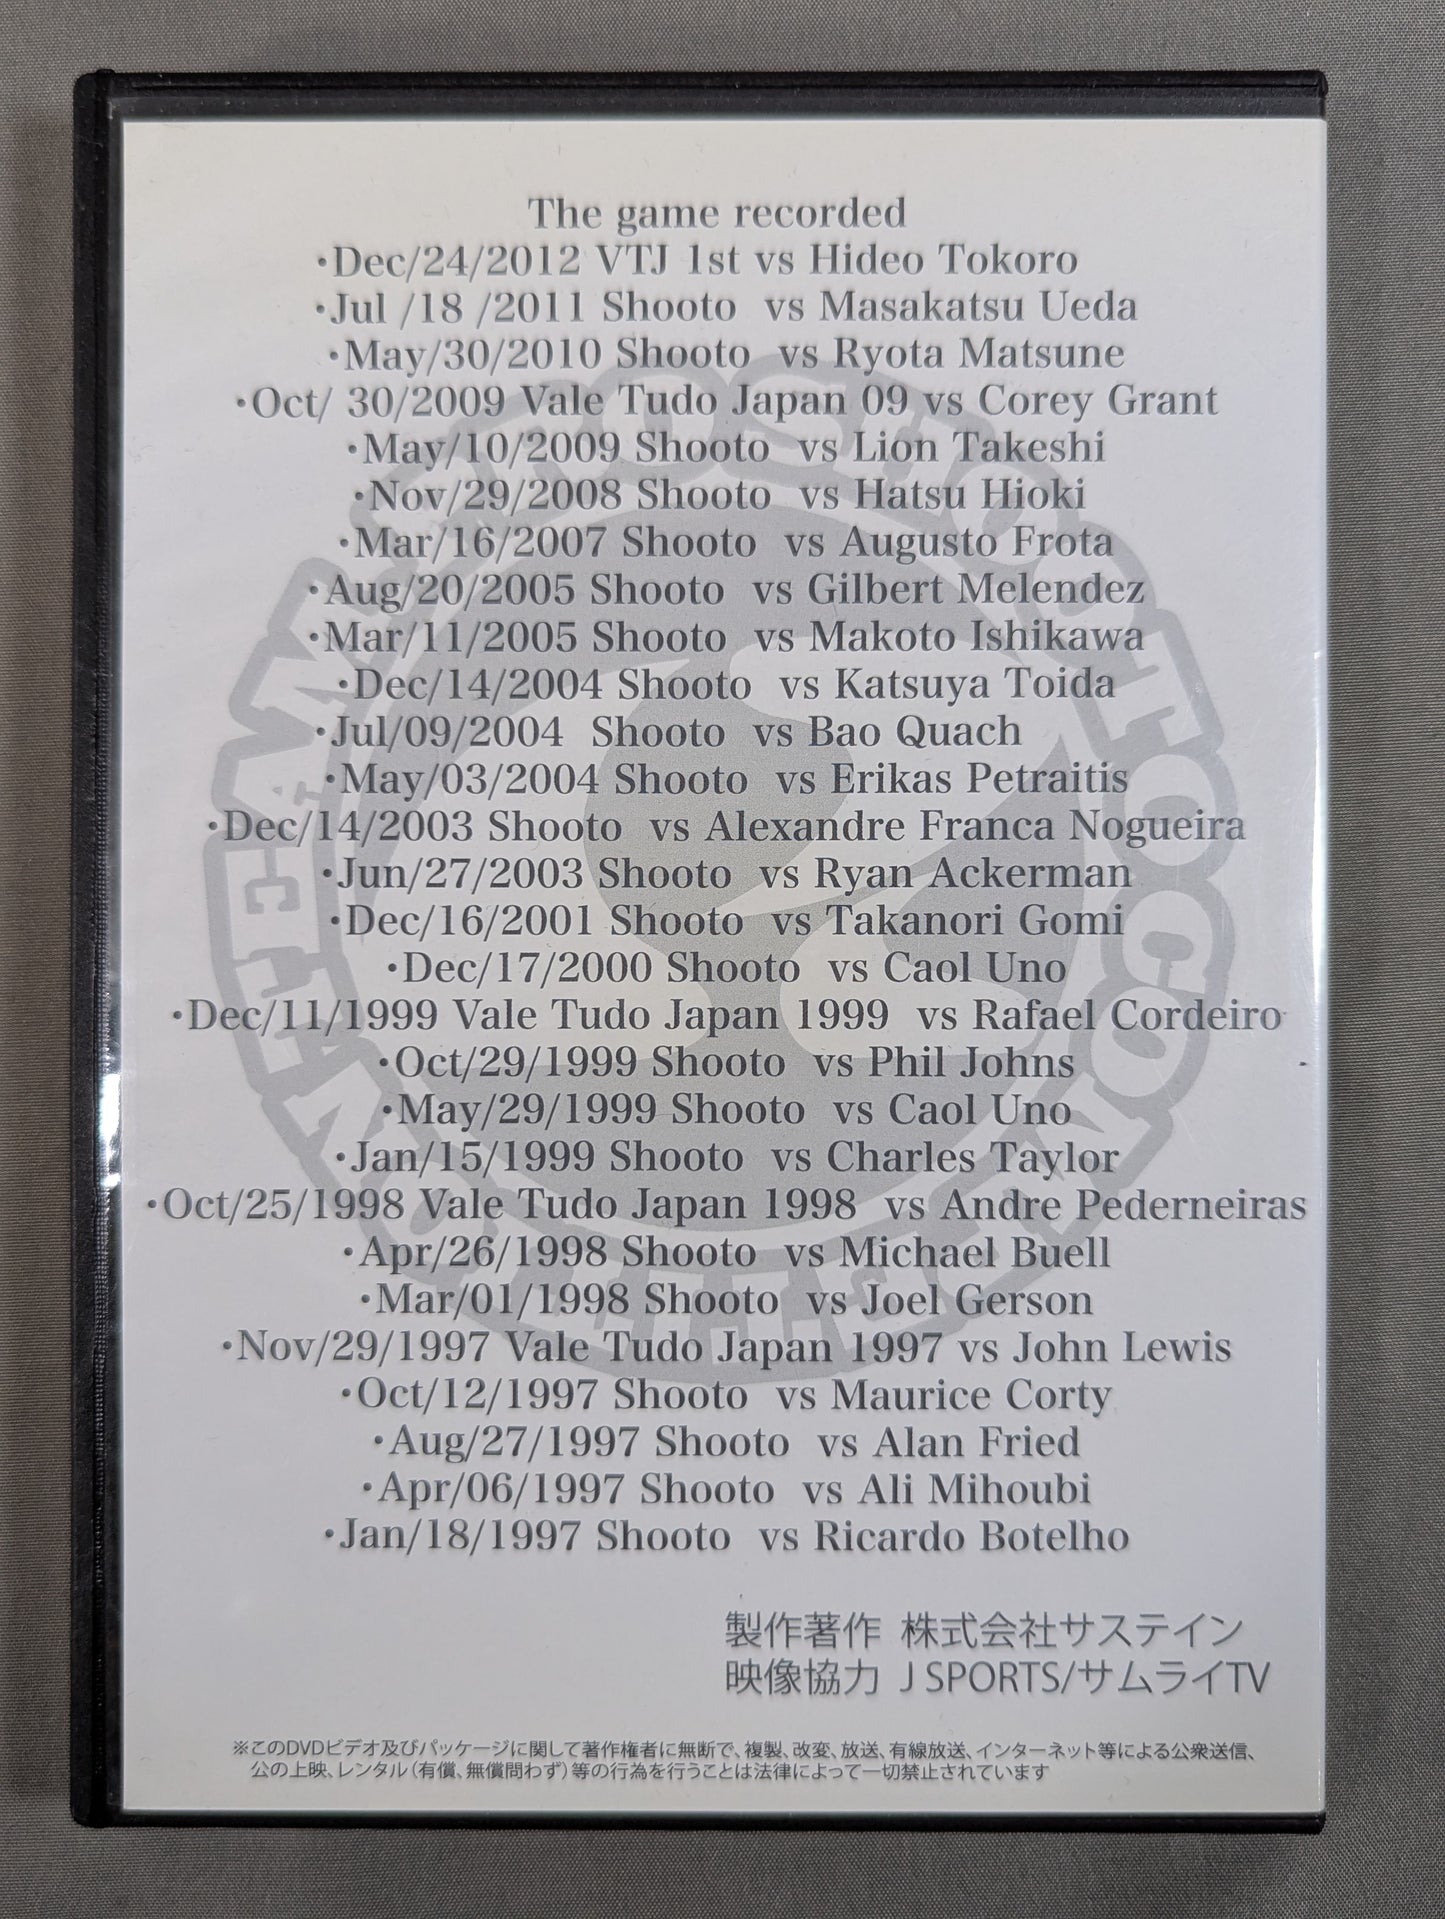 The game recorded
・Dec/24/2012 VTJ 1st vs Hideo Tokoro
・Jul /18 /2011 Shooto  vs Masakatsu Ueda
・May/30/2010 Shooto  vs Ryota Matsune
・Oct/ 30/2009 Vale Tudo Japan 09 vs Corey Grant
・May/10/2009 Shooto  vs Lion Takeshi
・Nov/29/2008 Shooto  vs Hatsu Hioki
・Mar/16/2007 Shooto  vs Augusto Frota
・Aug/20/2005 Shooto  vs Gilbert Melendez
・Mar/11/2005 Shooto  vs Makoto Ishikawa
・Dec/14/2004 Shooto  vs Katsuya Toida
・Jul/09/2004  Shooto  vs Bao Quach
・May/03/2004 Shooto  vs Erikas Petraitis
・Dec/14/2003 Shooto  vs Alexandre Franca Nogueira
・Jun/27/2003 Shooto  vs Ryan Ackerman
・Dec/16/2001 Shooto  vs Takanori Gomi
・Dec/17/2000 Shooto  vs Caol Uno
・Dec/11/1999 Vale Tudo Japan 1999  vs Rafael Cordeiro
・Oct/29/1999 Shooto  vs Phil Johns
・May/29/1999 Shooto  vs Caol Uno
・Jan/15/1999 Shooto  vs Charles Taylor
・Oct/25/1998 Vale Tudo Japan 1998  vs Andre Pederneiras
・Apr/26/1998 Shooto  vs Michael Buell
・Mar/01/1998 Shooto  vs Joel Gerson
・Nov/29/1997 Vale Tudo Japan 1997 vs John Lewis
・Oct/12/1997 Shooto  vs Maurice Corty
・Aug/27/1997 Shooto  vs Alan Fried
・Apr/06/1997 Shooto  vs Ali Mihoubi
・Jan/18/1997 Shooto  vs Ricardo Botelho
製作著作 株式会社サステイン
映像協力 J SPORTS/サムライTV
※このDVDビデオ及びパッケージに関して著作権者に無断で、複製、改変、放送、有線放送、インターネット等による公衆送信、
公の上映、レンタル（有償、無償問わず）等の行為を行うことは法律によって一切禁止されています